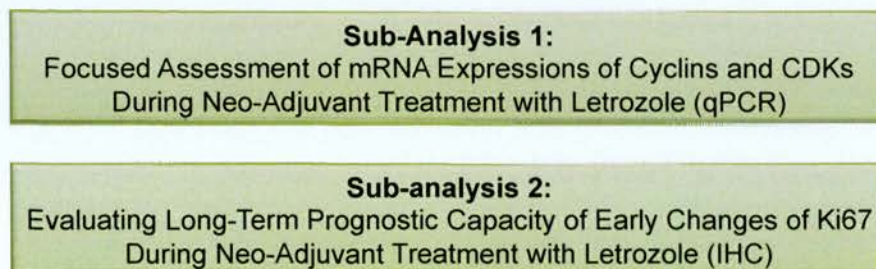 Sub-Analysis 1:
Focused Assessment of mRNA Expressions of Cyclins and CDKs
During Neo-Adjuvant Treatment with Letrozole (qPCR)
Sub-analysis 2:
Evaluating Long-Term Prognostic Capacity of Early Changes of Ki67
During Neo-Adjuvant Treatment with Letrozole (IHC)